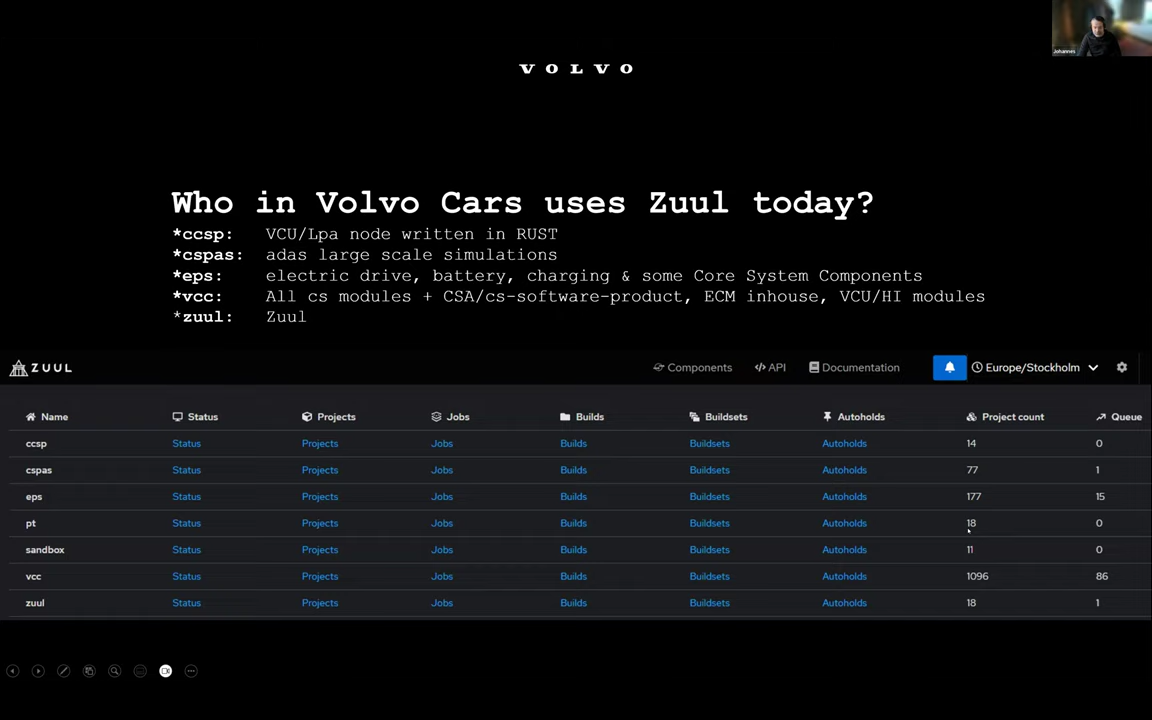 Johannes
VOLVO
Who in Volvo Cars uses Zuul today?
*ccsp: VCU/Lpa node written in RUST
*cspas: adas large scale simulations
*eps: electric drive, battery, charging & some Core System Components
*vcc: All cs modules + CSA/cs-software-product, ECM inhouse, VCU/HI modules
*zuul: Zuul
ZUUL Components API Documentation Europe/Stockholm
Name Status Projects Jobs Builds Buildsets Autoholds Project count Queue
ccsp Status Projects Jobs Builds Buildsets Autoholds 14 0
cspas Status Projects Jobs Builds Buildsets Autoholds 77 1
eps Status Projects Jobs Builds Buildsets Autoholds 177 15
pt Status Projects Jobs Builds Buildsets Autoholds 18 0
sandbox Status Projects Jobs Builds Buildsets Autoholds 11 0
vcc Status Projects Jobs Builds Buildsets Autoholds 1096 86
zuul Status Projects Jobs Builds Buildsets Autoholds 18 1